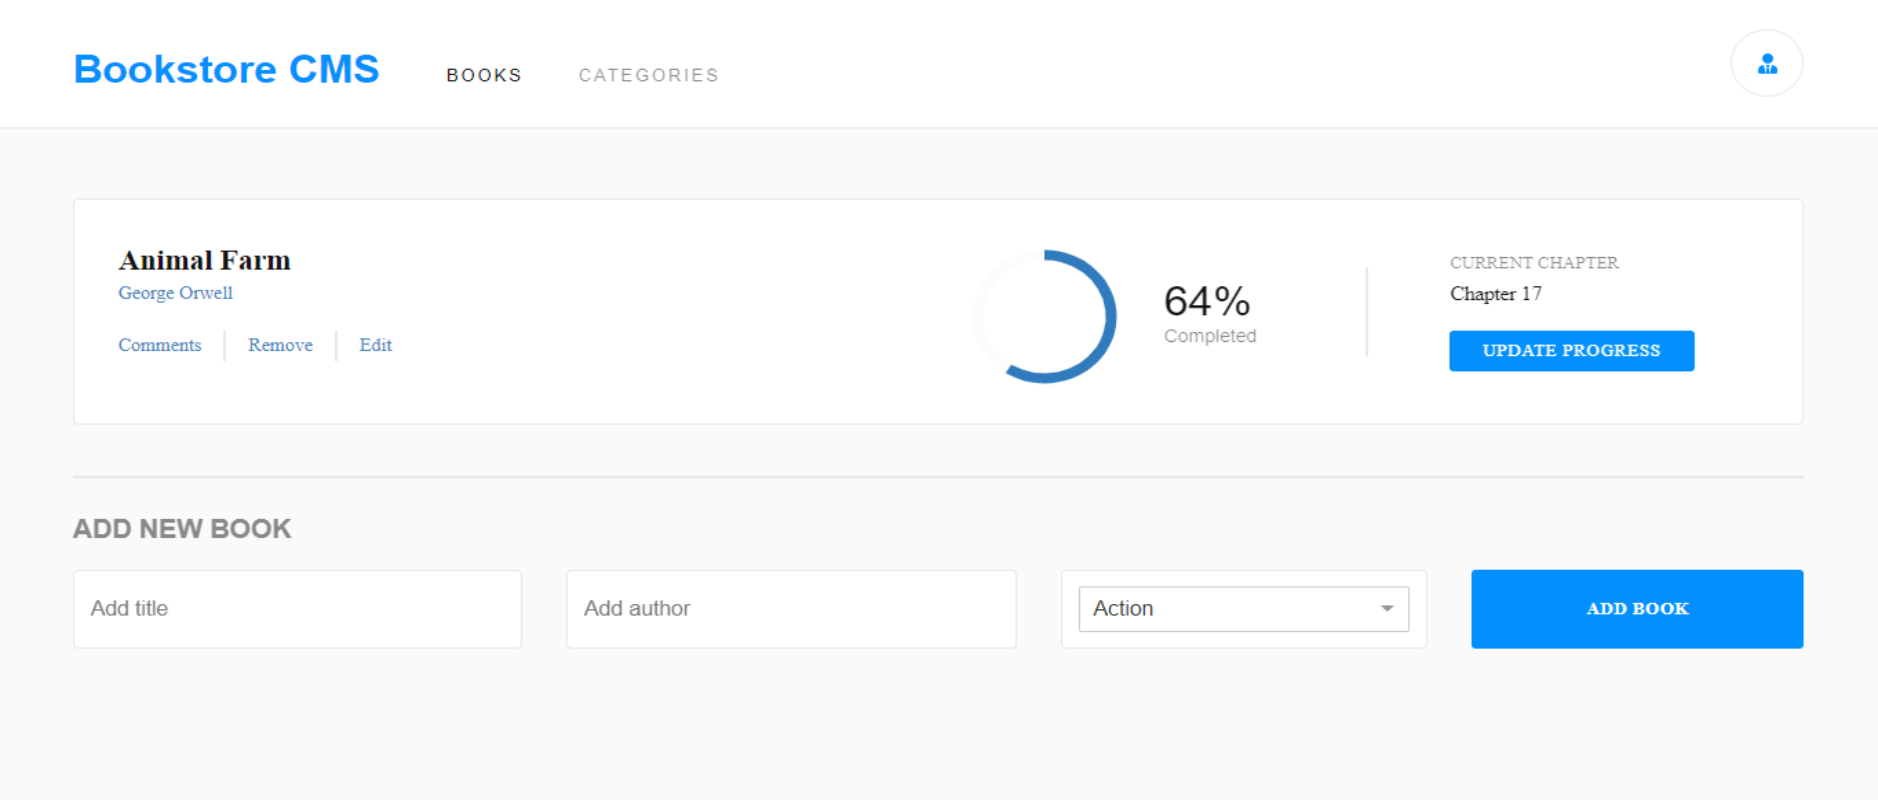 Bookstore CMS
BOOKS
CATEGORIES
Animal Farm
George Orwell
Comments
Remove
Edit
64%
Completed
CURRENT CHAPTER
Chapter 17
UPDATE PROGRESS
ADD NEW BOOK
Add title
Add author
Action
ADD BOOK